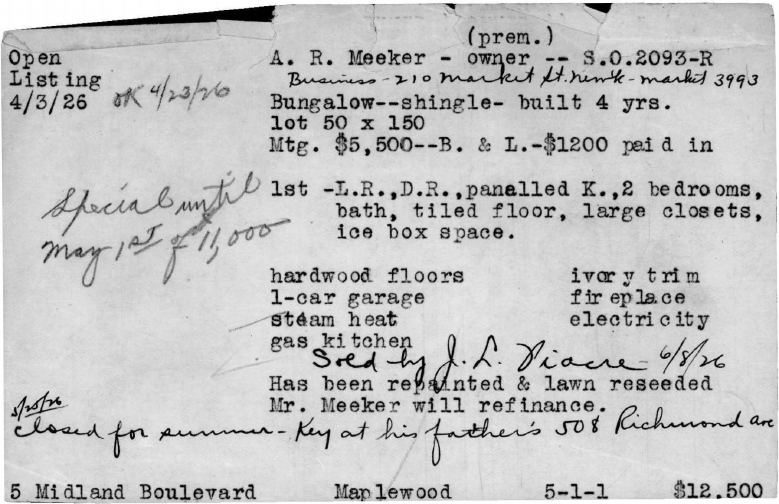 (prem.)
Open A. R. Meeker - owner -- S.O.2093-R
Listing Business - 210 Market St. Newk - Market 3993
4/3/26 OK 4/23/26
Bungalow--shingle- built 4 yrs.
lot 50 x 150
Mtg. $5,500--B. & L.-$1200 paid in
Special until
May 1st of 11,000
1st -L.R.,D.R.,panalled K.,2 bedrooms,
bath, tiled floor, large closets,
ice box space.
hardwood floors ivory trim
1-car garage fireplace
steam heat electricity
gas kitchen
Sold by J. L. 6/8/26
Has been repainted & lawn reseeded
Mr. Meeker will refinance.
5/25/26
closed for summer - Key at his father's 508 Richmond ave
5 Midland Boulevard Maplewood 5-1-1 $12,500